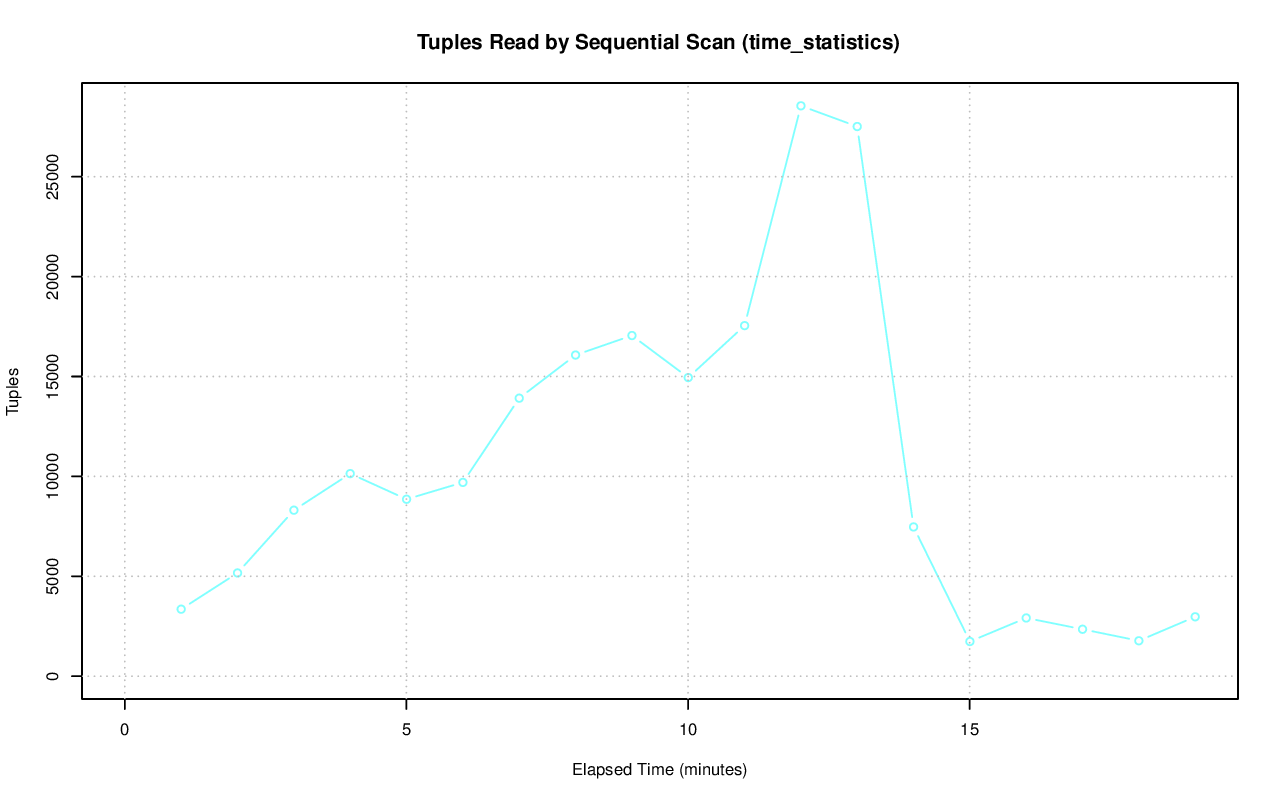 Tuples Read by Sequential Scan (time_statistics)
Tuples
25000
20000
15000
10000
5000
0
0 5 10 15
Elapsed Time (minutes)